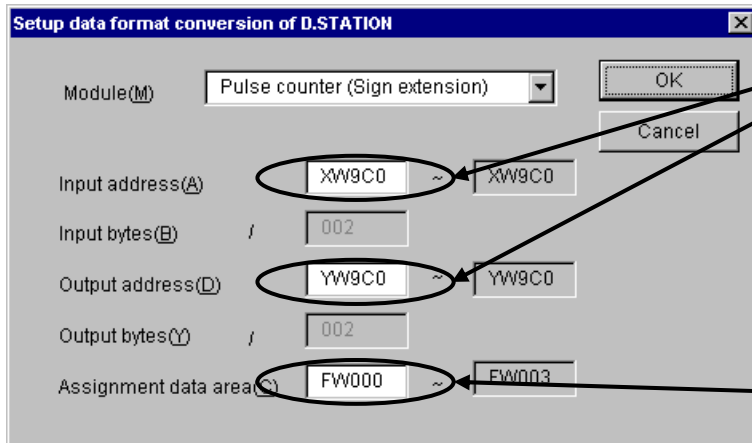 Setup data format conversion of D.STATION
Module(M) Pulse counter (Sign extension) OK
Cancel
Input address(A) XW9C0 ~ XW9C0
Input bytes(B) / 002
Output address(D) YW9C0 ~ YW9C0
Output bytes(Y) / 002
Assignment data area(C) FW000 ~ FW003